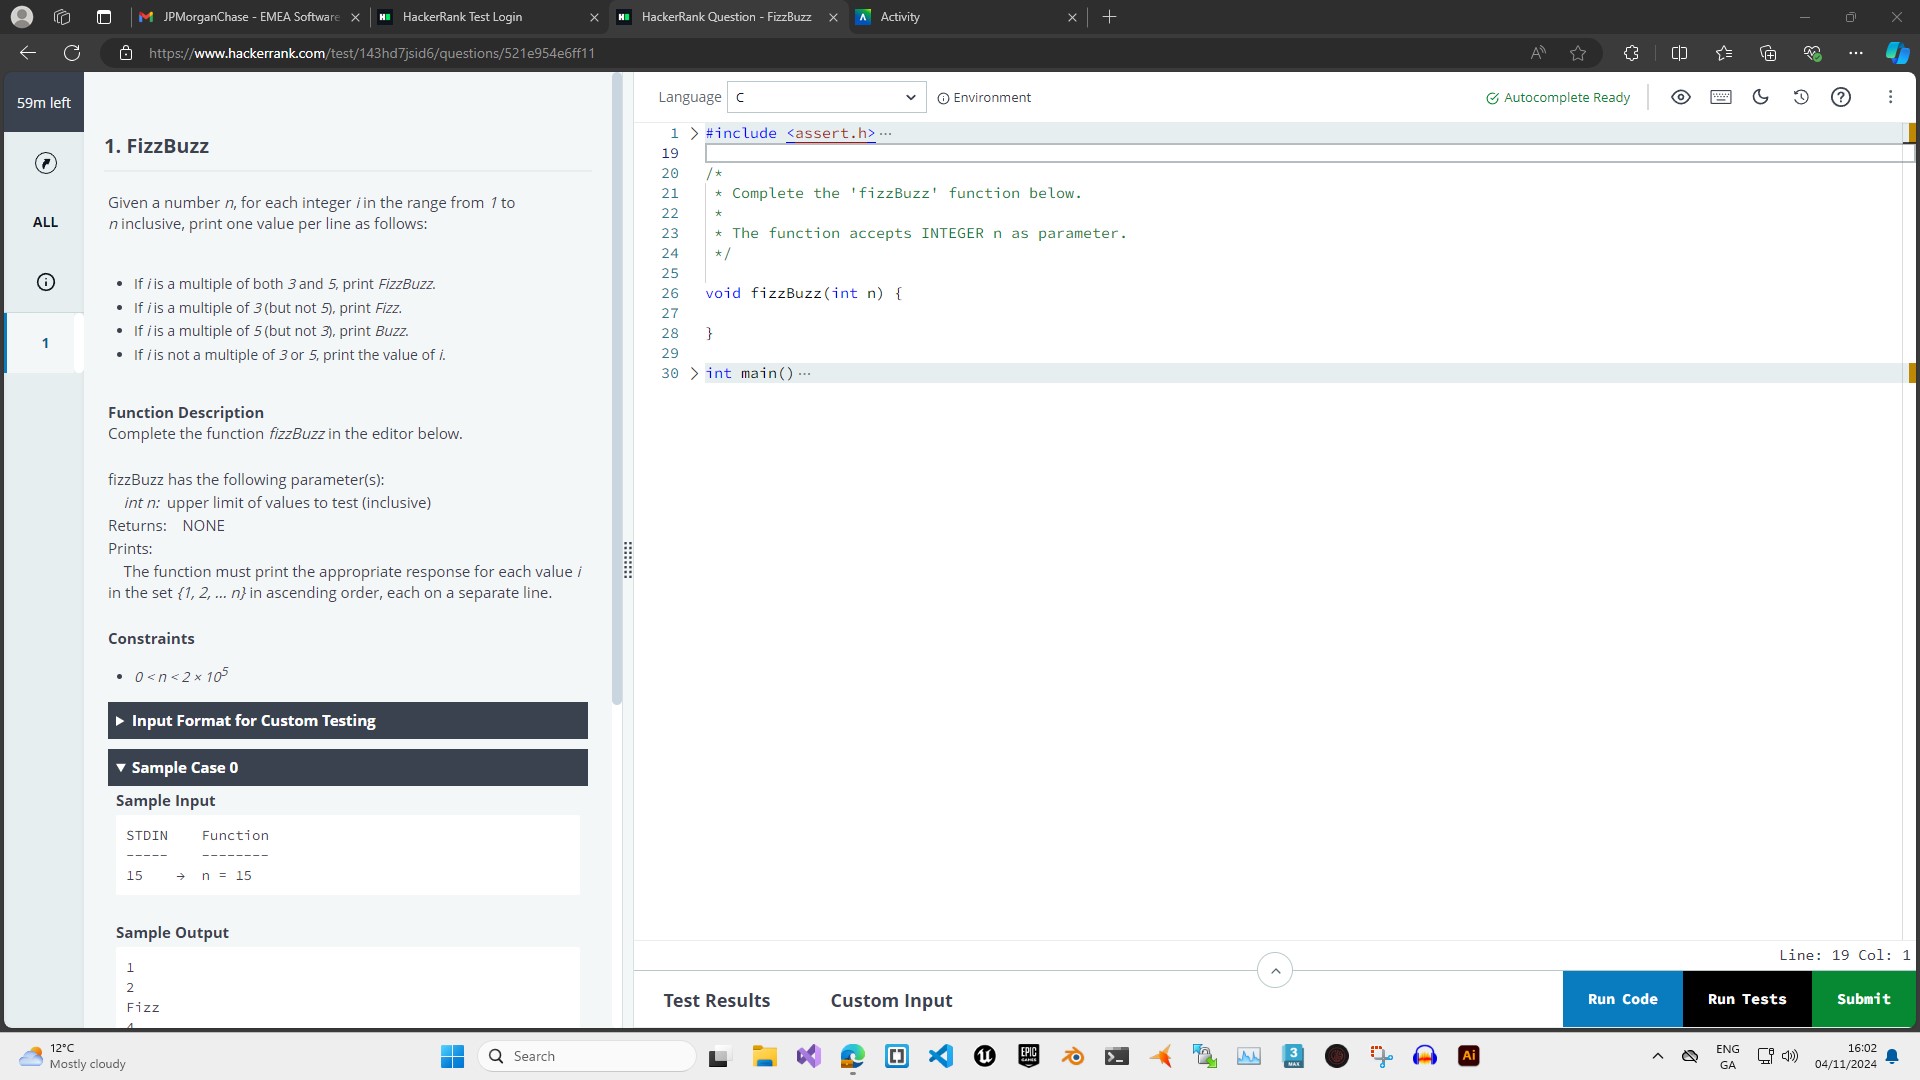 JPMorganChase - EMEA Software
HackerRank Test Login
HackerRank Question - FizzBuzz
Activity
https://www.hackerrank.com/test/143hd7jsid6/questions/521e954e6ff11
59m left
ALL
1
1. FizzBuzz
Given a number n, for each integer i in the range from 1 to
n inclusive, print one value per line as follows:
• If i is a multiple of both 3 and 5, print FizzBuzz.
• If i is a multiple of 3 (but not 5), print Fizz.
• If i is a multiple of 5 (but not 3), print Buzz.
• If i is not a multiple of 3 or 5, print the value of i.
Function Description
Complete the function fizzBuzz in the editor below.
fizzBuzz has the following parameter(s):
int n: upper limit of values to test (inclusive)
Returns: NONE
Prints:
The function must print the appropriate response for each value i
in the set {1, 2, ... n} in ascending order, each on a separate line.
Constraints
• 0 < n < 2 × 10⁵
Input Format for Custom Testing
Sample Case 0
Sample Input
STDIN Function
----- --------
15 → n = 15
Sample Output
1
2
Fizz
4
Language C Environment
Autocomplete Ready
1 #include <assert.h> ···
19
20 /*
21 * Complete the 'fizzBuzz' function below.
22 *
23 * The function accepts INTEGER n as parameter.
24 */
25
26 void fizzBuzz(int n) {
27
28 }
29
30 int main() ···
Line: 19 Col: 1
Test Results
Custom Input
Run Code
Run Tests
Submit
12°C
Mostly cloudy
Search
EPIC
GAMES
3
MAX
Ai
ENG
GA
16:02
04/11/2024